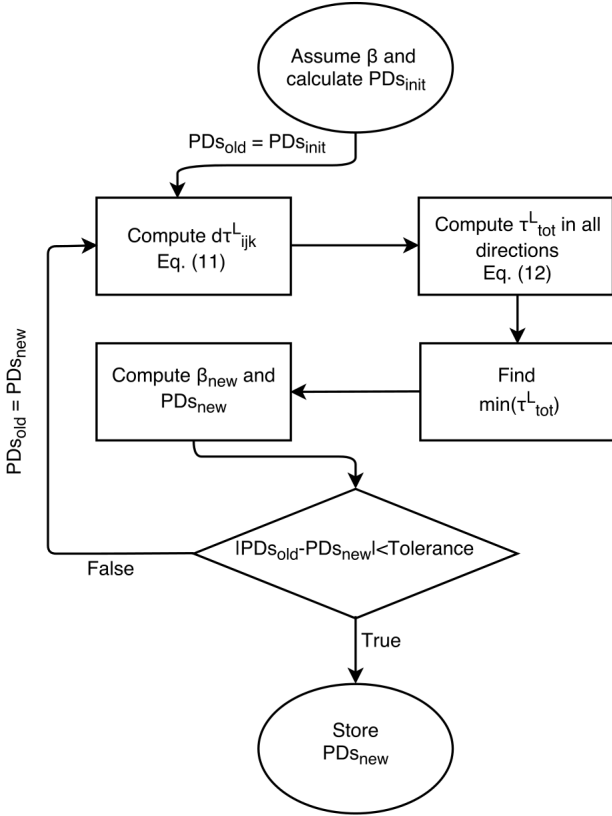 Assume β and
calculate PDs_init
PDs_old = PDs_init
Compute dτ^L_ijk
Eq. (11)
Compute τ^L_tot in all
directions
Eq. (12)
Find
min(τ^L_tot)
Compute β_new and
PDs_new
PDs_old = PDs_new
|PDs_old-PDs_new|<Tolerance
False
True
Store
PDs_new